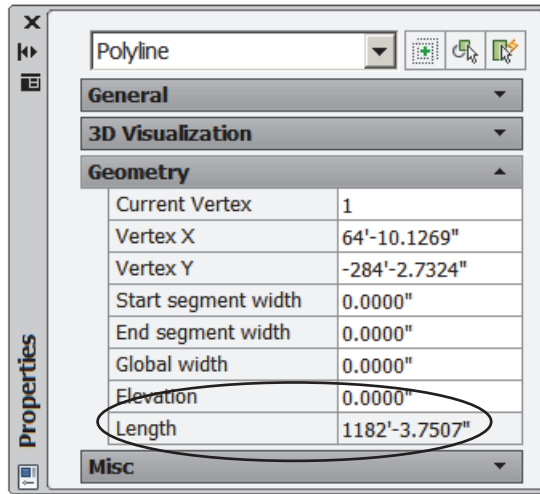 Polyline
General
3D Visualization
Geometry
Current Vertex 1
Vertex X 64'-10.1269"
Vertex Y -284'-2.7324"
Start segment width 0.0000"
End segment width 0.0000"
Global width 0.0000"
Elevation 0.0000"
Length 1182'-3.7507"
Misc
Properties